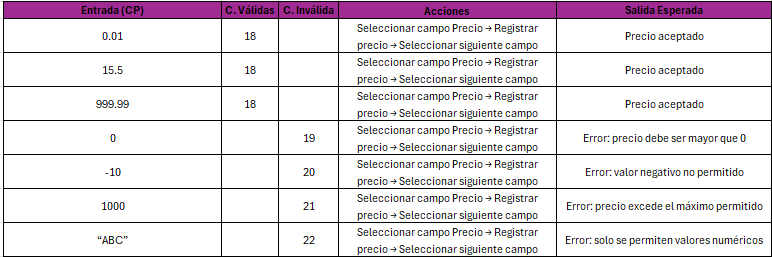 Entrada (CP) C. Válidas C. Inválida Acciones Salida Esperada
0.01 18 Seleccionar campo Precio → Registrar precio → Seleccionar siguiente campo Precio aceptado
15.5 18 Seleccionar campo Precio → Registrar precio → Seleccionar siguiente campo Precio aceptado
999.99 18 Seleccionar campo Precio → Registrar precio → Seleccionar siguiente campo Precio aceptado
0 19 Seleccionar campo Precio → Registrar precio → Seleccionar siguiente campo Error: precio debe ser mayor que 0
-10 20 Seleccionar campo Precio → Registrar precio → Seleccionar siguiente campo Error: valor negativo no permitido
1000 21 Seleccionar campo Precio → Registrar precio → Seleccionar siguiente campo Error: precio excede el máximo permitido
“ABC” 22 Seleccionar campo Precio → Registrar precio → Seleccionar siguiente campo Error: solo se permiten valores numéricos